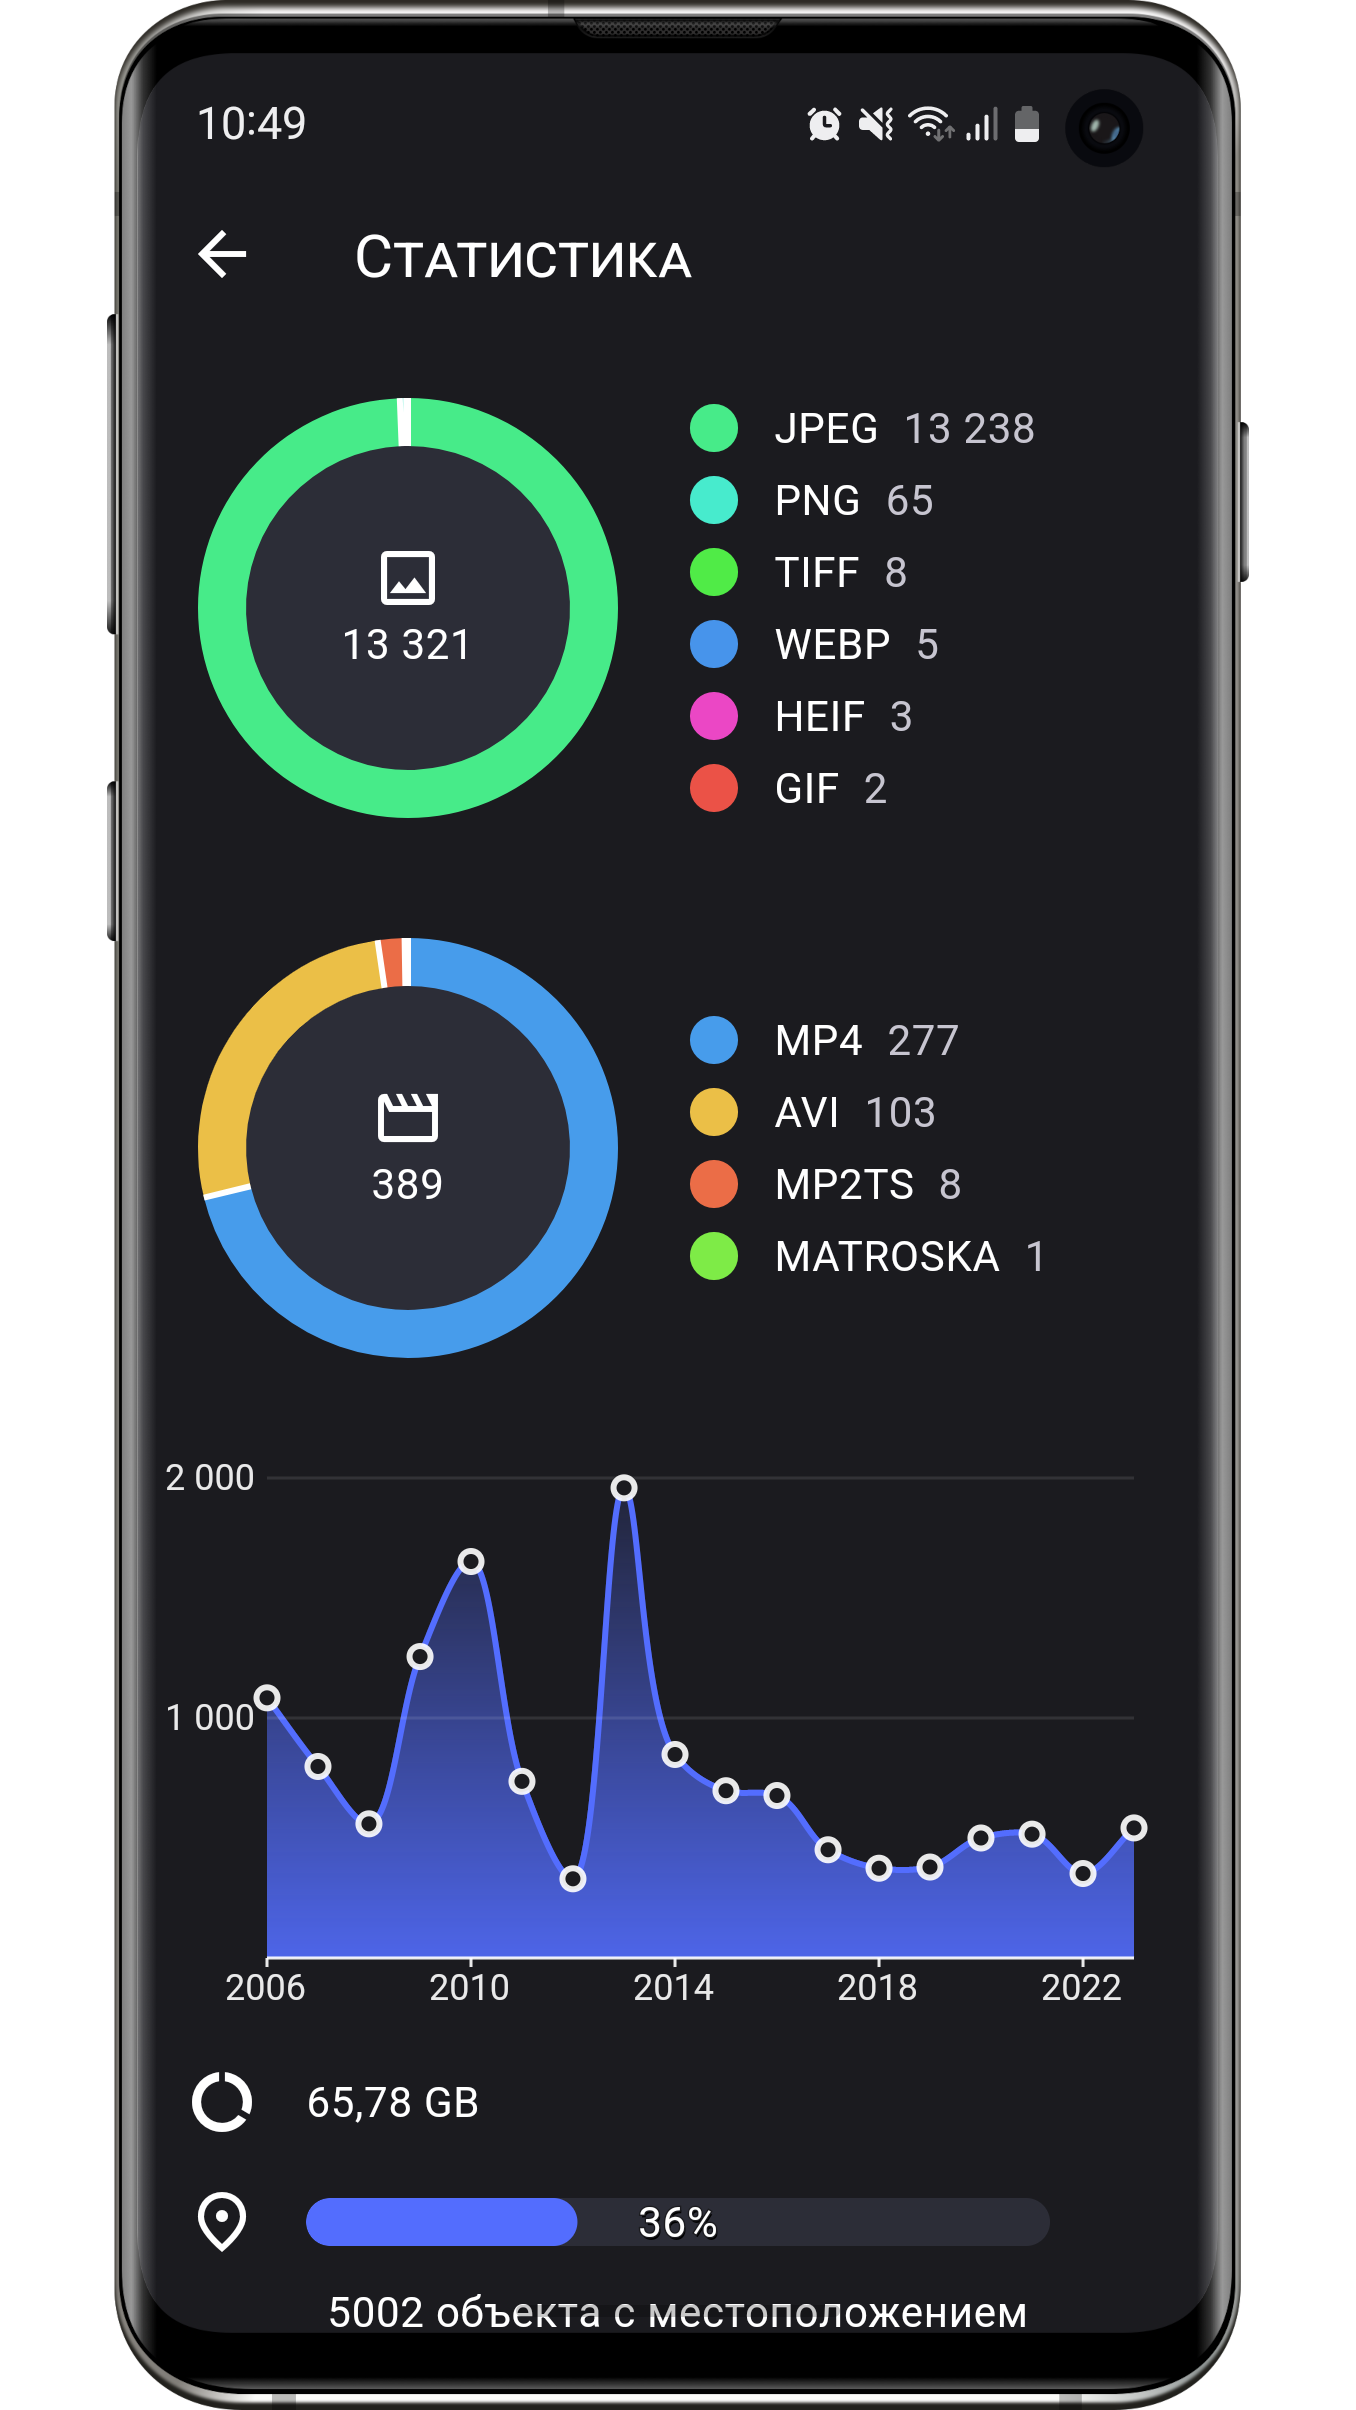 10:49
Статистика
JPEG 13 238
PNG 65
TIFF 8
WEBP 5
HEIF 3
GIF 2
13 321
MP4 277
AVI 103
MP2TS 8
MATROSKA 1
389
2 000
1 000
2006 2010 2014 2018 2022
65,78 GB
36%
5002 объекта с местоположением